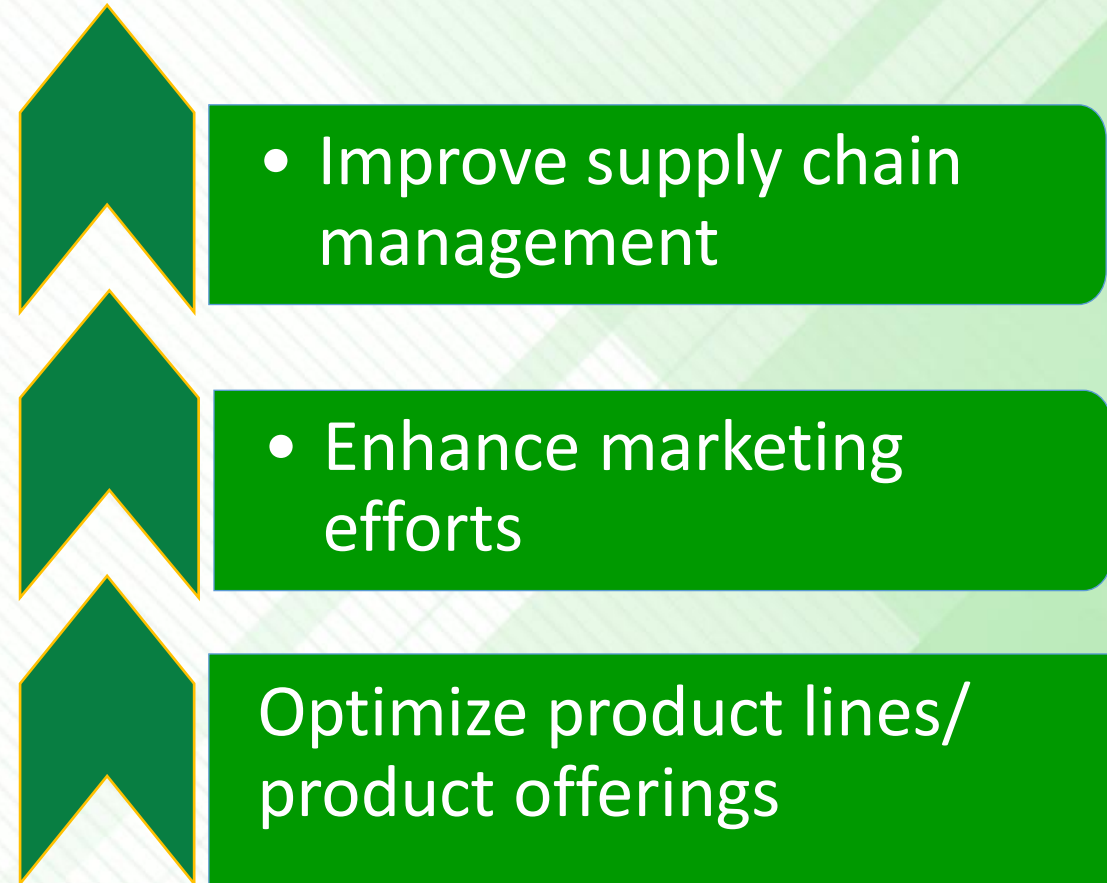 • Improve supply chain
management
• Enhance marketing
efforts
Optimize product lines/
product offerings